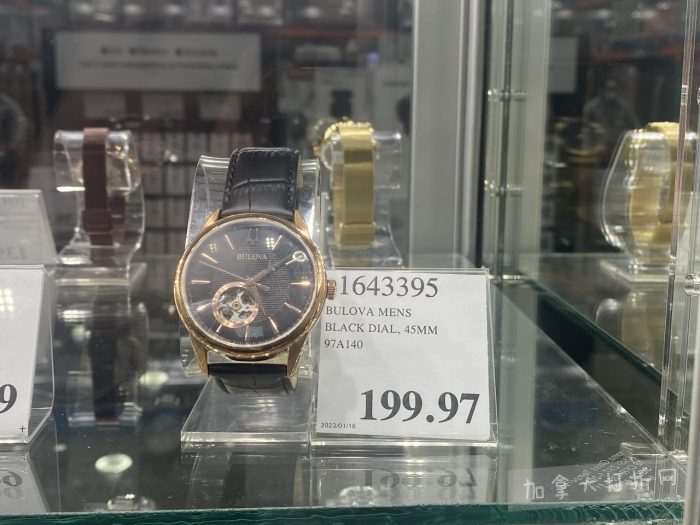 BULOVA
1643395
BULOVA MENS
BLACK DIAL, 45MM
97A140
199.97
2022/01/16
9
加拿大打折网